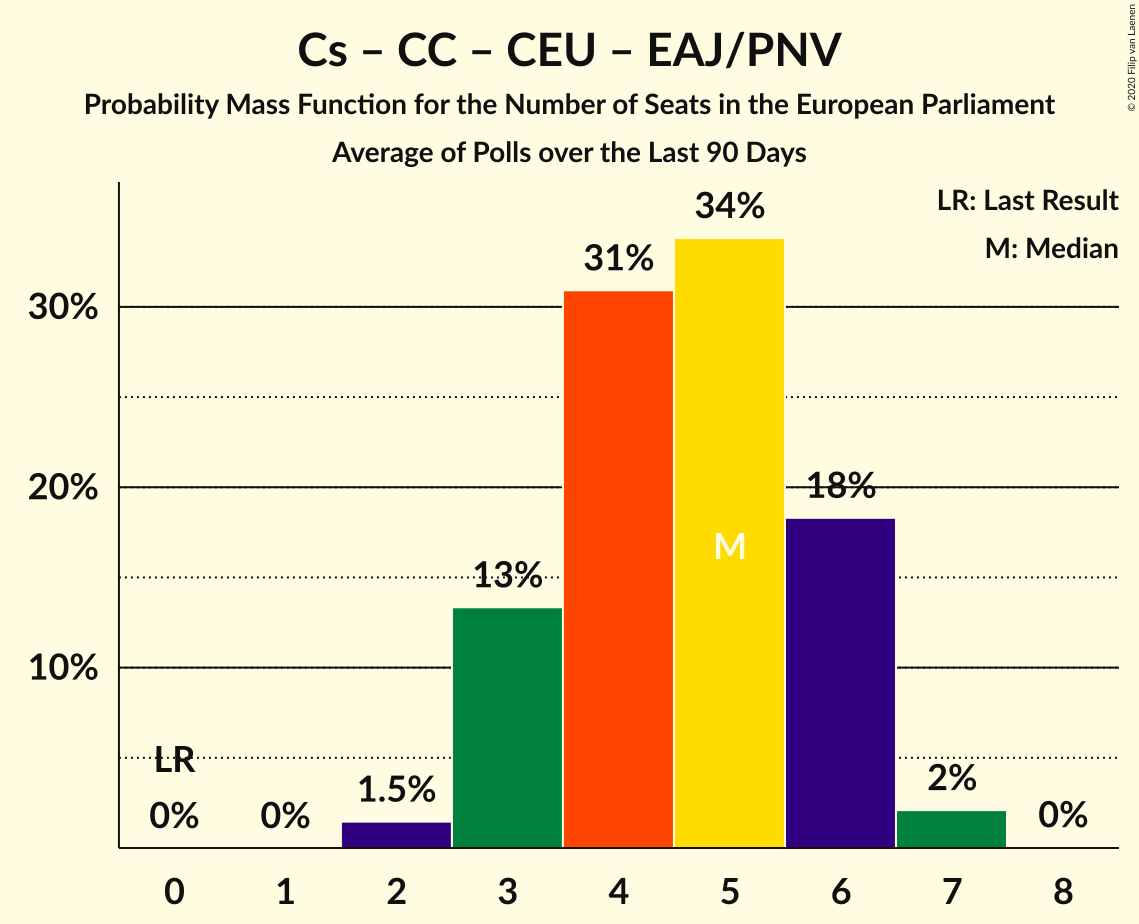 Cs – CC – CEU – EAJ/PNV
Probability Mass Function for the Number of Seats in the European Parliament
Average of Polls over the Last 90 Days
© 2020 Filip van Laenen
LR: Last Result
M: Median
34%
31%
30%
20%
18%
M
13%
10%
LR
0%
0%
1.5%
2%
0%
0 1 2 3 4 5 6 7 8